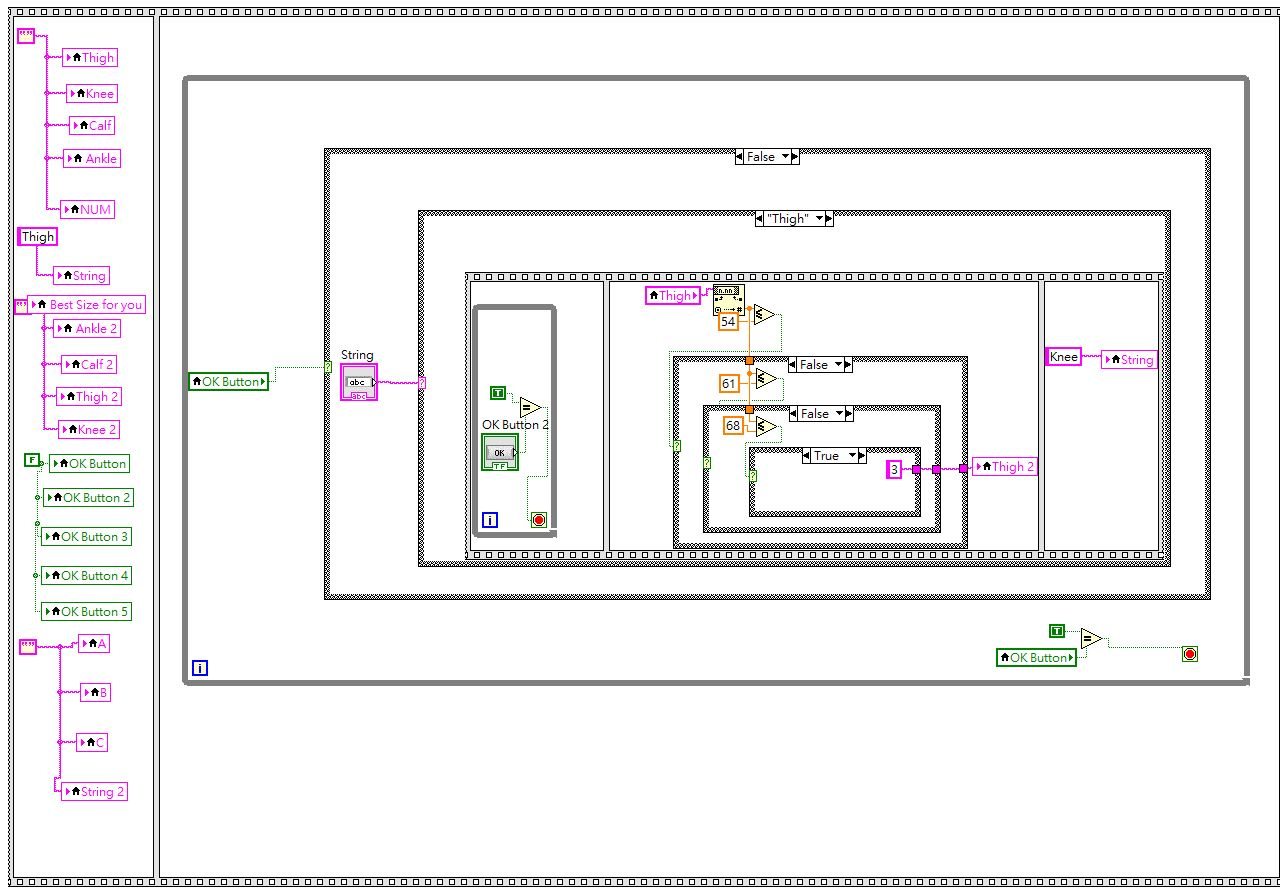 Thigh
Knee
Calf
Ankle
NUM
Thigh
String
Best Size for you
Ankle 2
Calf 2
Thigh 2
Knee 2
F
OK Button
OK Button 2
OK Button 3
OK Button 4
OK Button 5
A
B
C
String 2
False
"Thigh"
OK Button
String
abc
abc
T
=
OK Button 2
OK
TF
i
Thigh
n.nn
54
≤
False
61
≤
False
68
≤
True
3
Thigh 2
Knee
String
T
=
OK Button
i